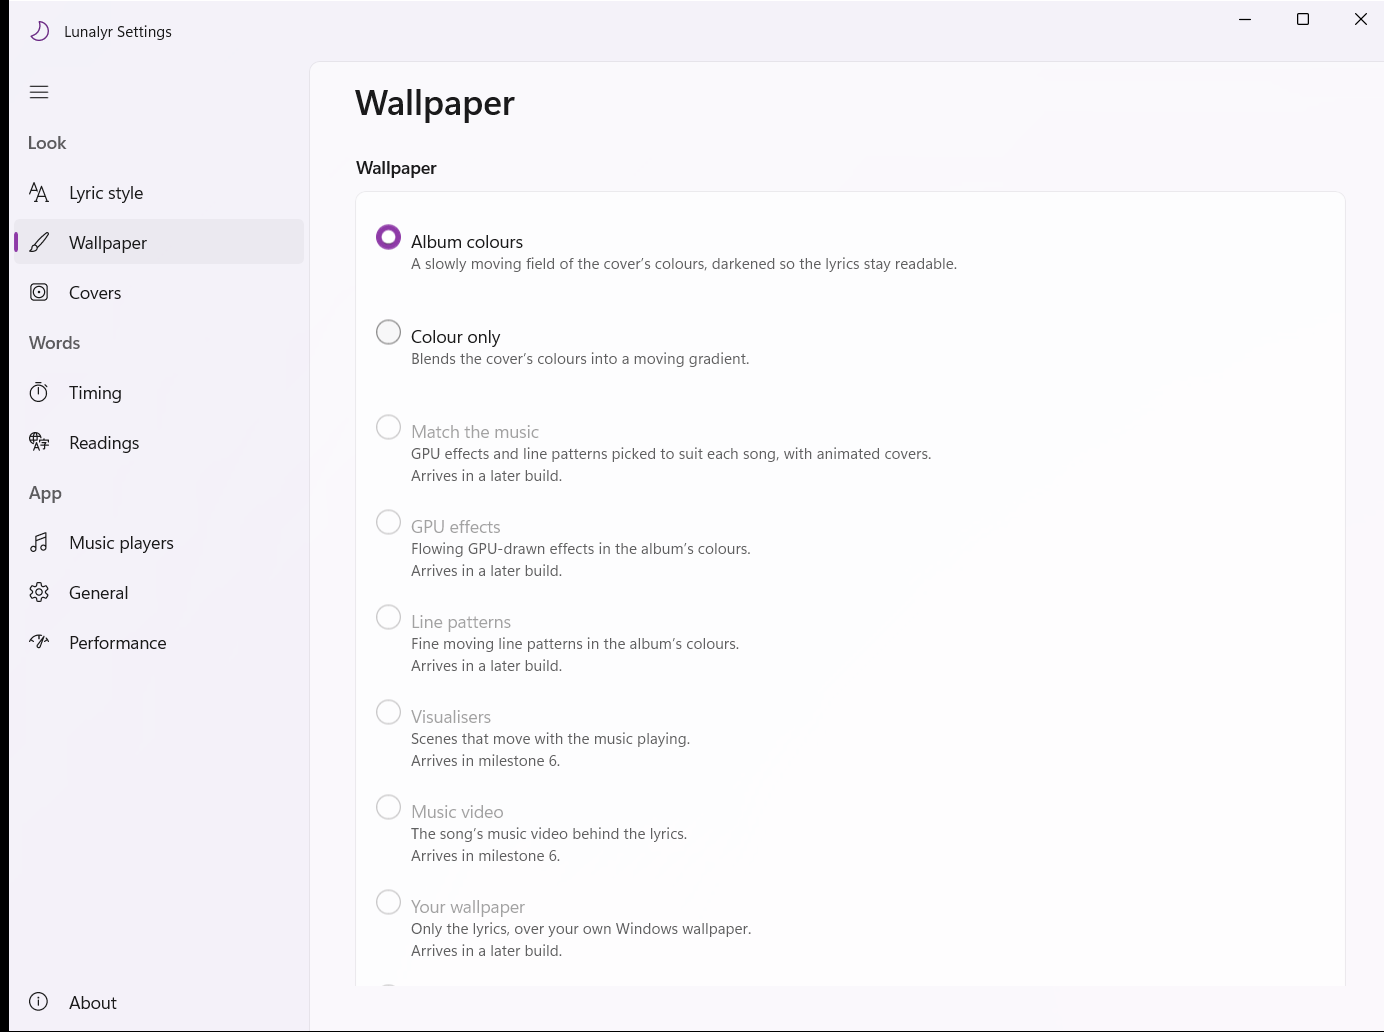 Lunalyr Settings
Look
Lyric style
Wallpaper
Covers
Words
Timing
Readings
App
Music players
General
Performance
About
Wallpaper
Wallpaper
Album colours
A slowly moving field of the cover’s colours, darkened so the lyrics stay readable.
Colour only
Blends the cover’s colours into a moving gradient.
Match the music
GPU effects and line patterns picked to suit each song, with animated covers.
Arrives in a later build.
GPU effects
Flowing GPU-drawn effects in the album’s colours.
Arrives in a later build.
Line patterns
Fine moving line patterns in the album’s colours.
Arrives in a later build.
Visualisers
Scenes that move with the music playing.
Arrives in milestone 6.
Music video
The song’s music video behind the lyrics.
Arrives in milestone 6.
Your wallpaper
Only the lyrics, over your own Windows wallpaper.
Arrives in a later build.